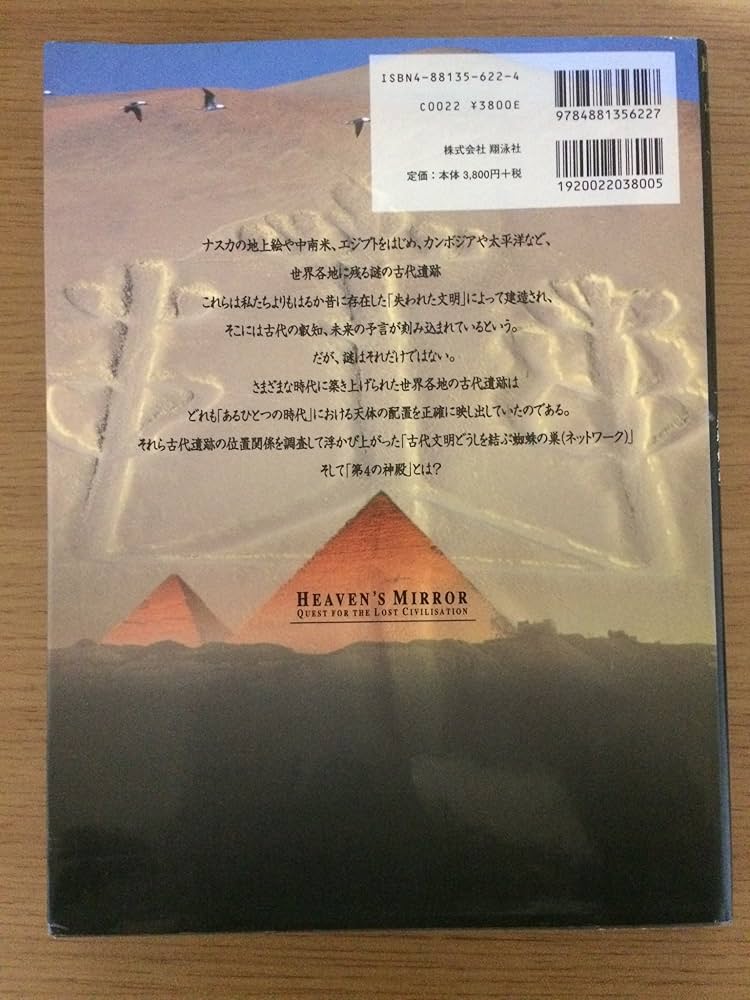 ISBN4-88135-622-4
C0022 ¥3800E
株式会社 翔泳社
定価：本体 3,800円+税
9784881356227
1920022038005
ナスカの地上絵や中南米、エジプトをはじめ、カンボジアや太平洋など、
世界各地に残る謎の古代遺跡
これらは私たちよりもはるか昔に存在した「失われた文明」によって建造され、
そこには古代の叡知、未来の予言が刻み込まれているという。
だが、謎はそれだけではない。
さまざまな時代に築き上げられた世界各地の古代遺跡は
どれも「あるひとつの時代」における天体の配置を正確に映し出していたのである。
それら古代遺跡の位置関係を調査して浮かび上がった「古代文明どうしを結ぶ蜘蛛の巣（ネットワーク）」
そして「第4の神殿」とは？
HEAVEN'S MIRROR
QUEST FOR THE LOST CIVILISATION